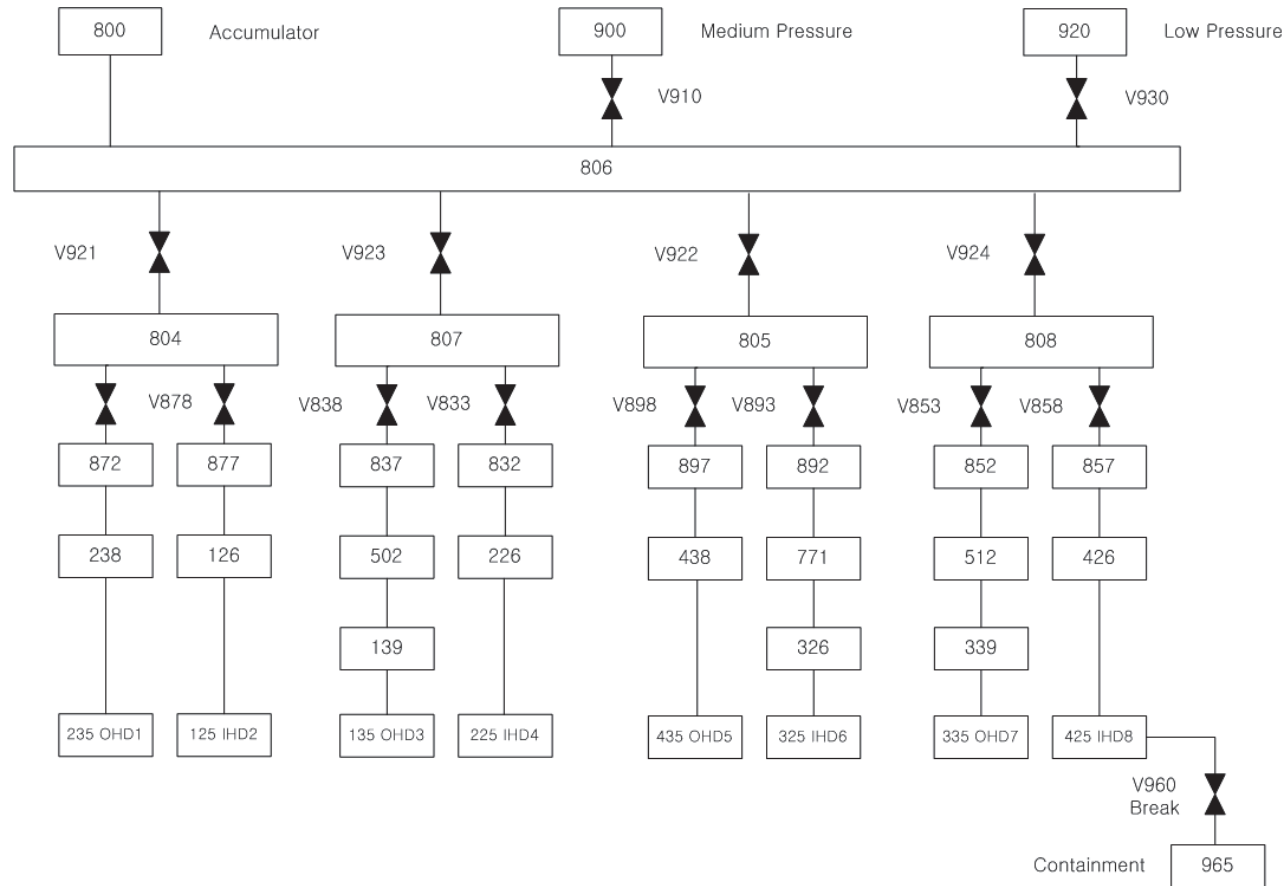 800 Accumulator 900 Medium Pressure 920 Low Pressure
V910 V930
806
V921 V923 V922 V924
804 807 805 808
V878 V838 V833 V898 V893 V853 V858
872 877 837 832 897 892 852 857
238 126 502 226 438 771 512 426
139 326 339
235 OHD1 125 IHD2 135 OHD3 225 IHD4 435 OHD5 325 IHD6 335 OHD7 425 IHD8
V960
Break
Containment 965